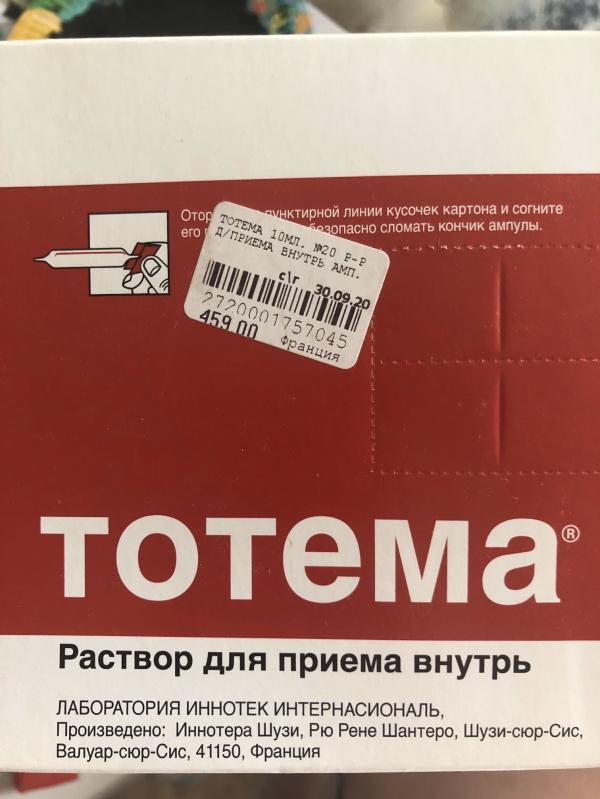 Отор пунктирной линии кусочек картона и согните
его безопасно сломать кончик ампулы.
ТОТЕМА 10МЛ. №20 Р-Р
Д/ПРИЕМА ВНУТРЬ АМП.
с\г 30.09.20
2720001757045
459.00 Франция
тотема®
Раствор для приема внутрь
ЛАБОРАТОРИЯ ИННОТЕК ИНТЕРНАСИОНАЛЬ,
Произведено: Иннотера Шузи, Рю Рене Шантеро, Шузи-сюр-Сис,
Валуар-сюр-Сис, 41150, Франция